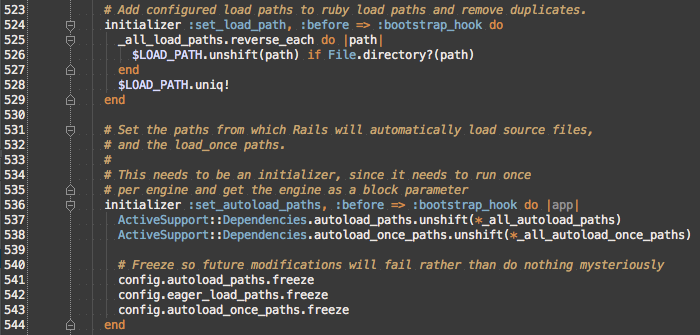 523 # Add configured load paths to ruby load paths and remove duplicates.
524 initializer :set_load_path, :before => :bootstrap_hook do
525   _all_load_paths.reverse_each do |path|
526     $LOAD_PATH.unshift(path) if File.directory?(path)
527   end
528   $LOAD_PATH.uniq!
529 end
530
531 # Set the paths from which Rails will automatically load source files,
532 # and the load_once paths.
533 #
534 # This needs to be an initializer, since it needs to run once
535 # per engine and get the engine as a block parameter
536 initializer :set_autoload_paths, :before => :bootstrap_hook do |app|
537   ActiveSupport::Dependencies.autoload_paths.unshift(*_all_autoload_paths)
538   ActiveSupport::Dependencies.autoload_once_paths.unshift(*_all_autoload_once_paths)
539
540   # Freeze so future modifications will fail rather than do nothing mysteriously
541   config.autoload_paths.freeze
542   config.eager_load_paths.freeze
543   config.autoload_once_paths.freeze
544 end